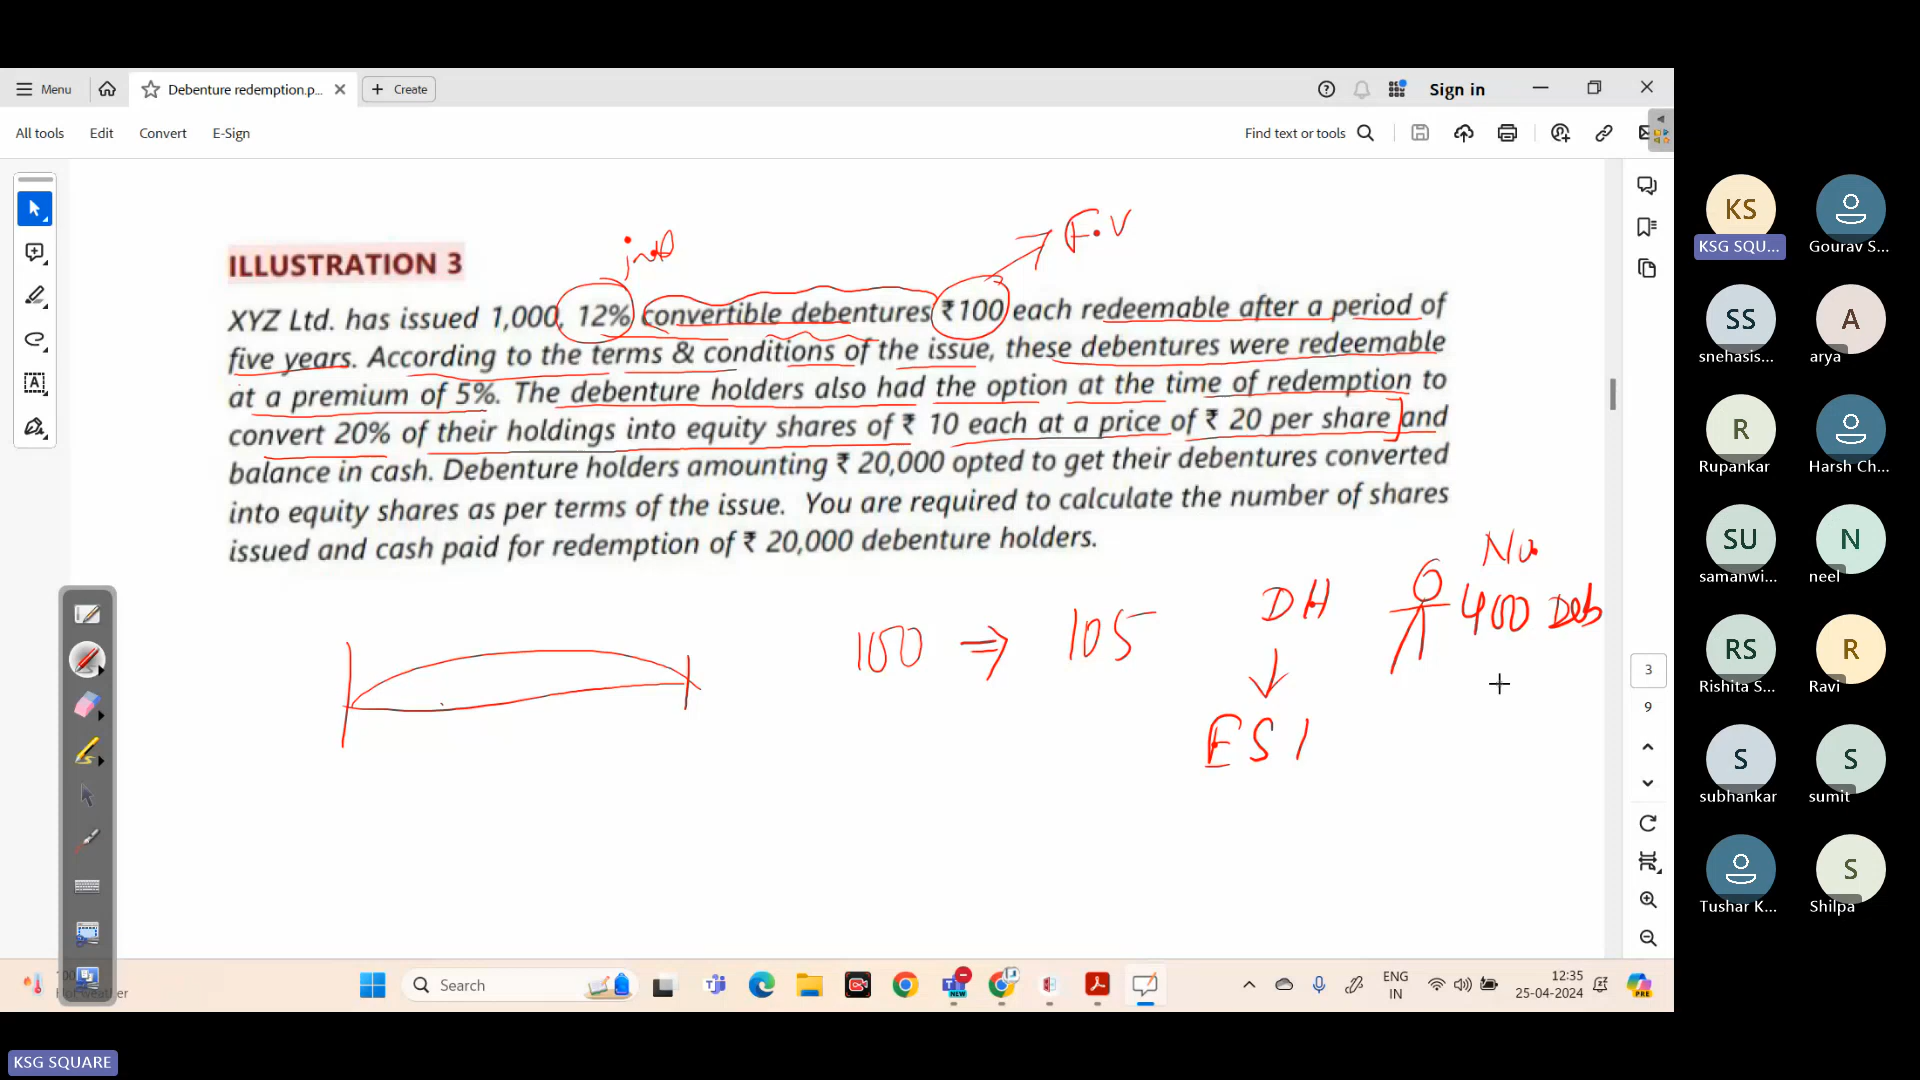 Menu
Debenture redemption.p...
Create
Sign in
All tools
Edit
Convert
E-Sign
Find text or tools
ILLUSTRATION 3
XYZ Ltd. has issued 1,000, 12% convertible debentures ₹100 each redeemable after a period of
five years. According to the terms & conditions of the issue, these debentures were redeemable
at a premium of 5%. The debenture holders also had the option at the time of redemption to
convert 20% of their holdings into equity shares of ₹ 10 each at a price of ₹ 20 per share and
balance in cash. Debenture holders amounting ₹ 20,000 opted to get their debentures converted
into equity shares as per terms of the issue. You are required to calculate the number of shares
issued and cash paid for redemption of ₹ 20,000 debenture holders.
F.V
100 ⇒ 105
DH
No.
400 Deb
3
9
Hot weather
Search
NEW
ENG
IN
12:35
25-04-2024
PRE
KS
KSG SQU...
Gourav S...
SS
snehasis...
A
arya
R
Rupankar
Harsh Ch...
SU
samanwi...
N
neel
RS
Rishita S...
R
Ravi
S
subhankar
S
sumit
Tushar K...
S
Shilpa
KSG SQUARE